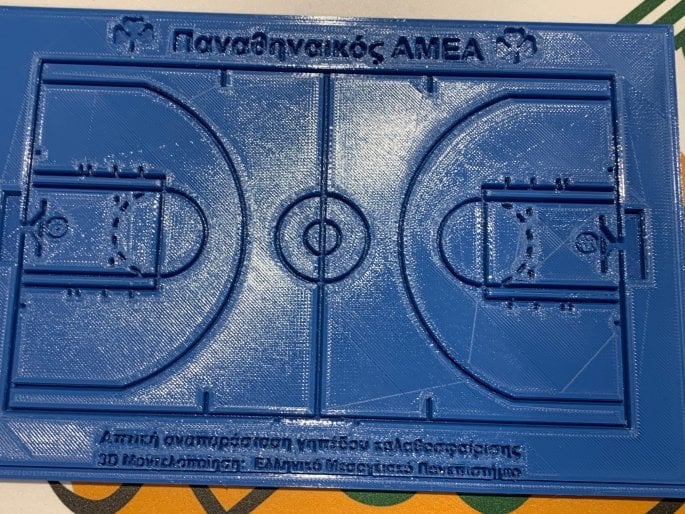 Παναθηναικός ΑΜΕΑ
Απτική αναπαράσταση γηπέδου καλαθοσφαίρισης
3D Μοντελοποίηση: Ελληνικό Μεσογειακό Πανεπιστήμιο